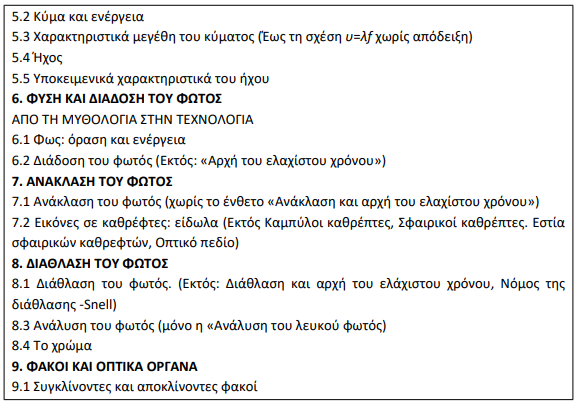 5.2 Κύμα και ενέργεια
5.3 Χαρακτηριστικά μεγέθη του κύματος (Έως τη σχέση υ=λf χωρίς απόδειξη)
5.4 Ήχος
5.5 Υποκειμενικά χαρακτηριστικά του ήχου
6. ΦΥΣΗ ΚΑΙ ΔΙΑΔΟΣΗ ΤΟΥ ΦΩΤΟΣ
ΑΠΟ ΤΗ ΜΥΘΟΛΟΓΙΑ ΣΤΗΝ ΤΕΧΝΟΛΟΓΙΑ
6.1 Φως: όραση και ενέργεια
6.2 Διάδοση του φωτός (Εκτός: «Αρχή του ελαχίστου χρόνου»)
7. ΑΝΑΚΛΑΣΗ ΤΟΥ ΦΩΤΟΣ
7.1 Ανάκλαση του φωτός (χωρίς το ένθετο «Ανάκλαση και αρχή του ελαχίστου χρόνου»)
7.2 Εικόνες σε καθρέφτες: είδωλα (Εκτός Καμπύλοι καθρέπτες, Σφαιρικοί καθρέπτες. Εστία
σφαιρικών καθρεφτών, Οπτικό πεδίο)
8. ΔΙΑΘΛΑΣΗ ΤΟΥ ΦΩΤΟΣ
8.1 Διάθλαση του φωτός. (Εκτός: Διάθλαση και αρχή του ελάχιστου χρόνου, Νόμος της
διάθλασης -Snell)
8.3 Ανάλυση του φωτός (μόνο η «Ανάλυση του λευκού φωτός)
8.4 Το χρώμα
9. ΦΑΚΟΙ ΚΑΙ ΟΠΤΙΚΑ ΟΡΓΑΝΑ
9.1 Συγκλίνοντες και αποκλίνοντες φακοί